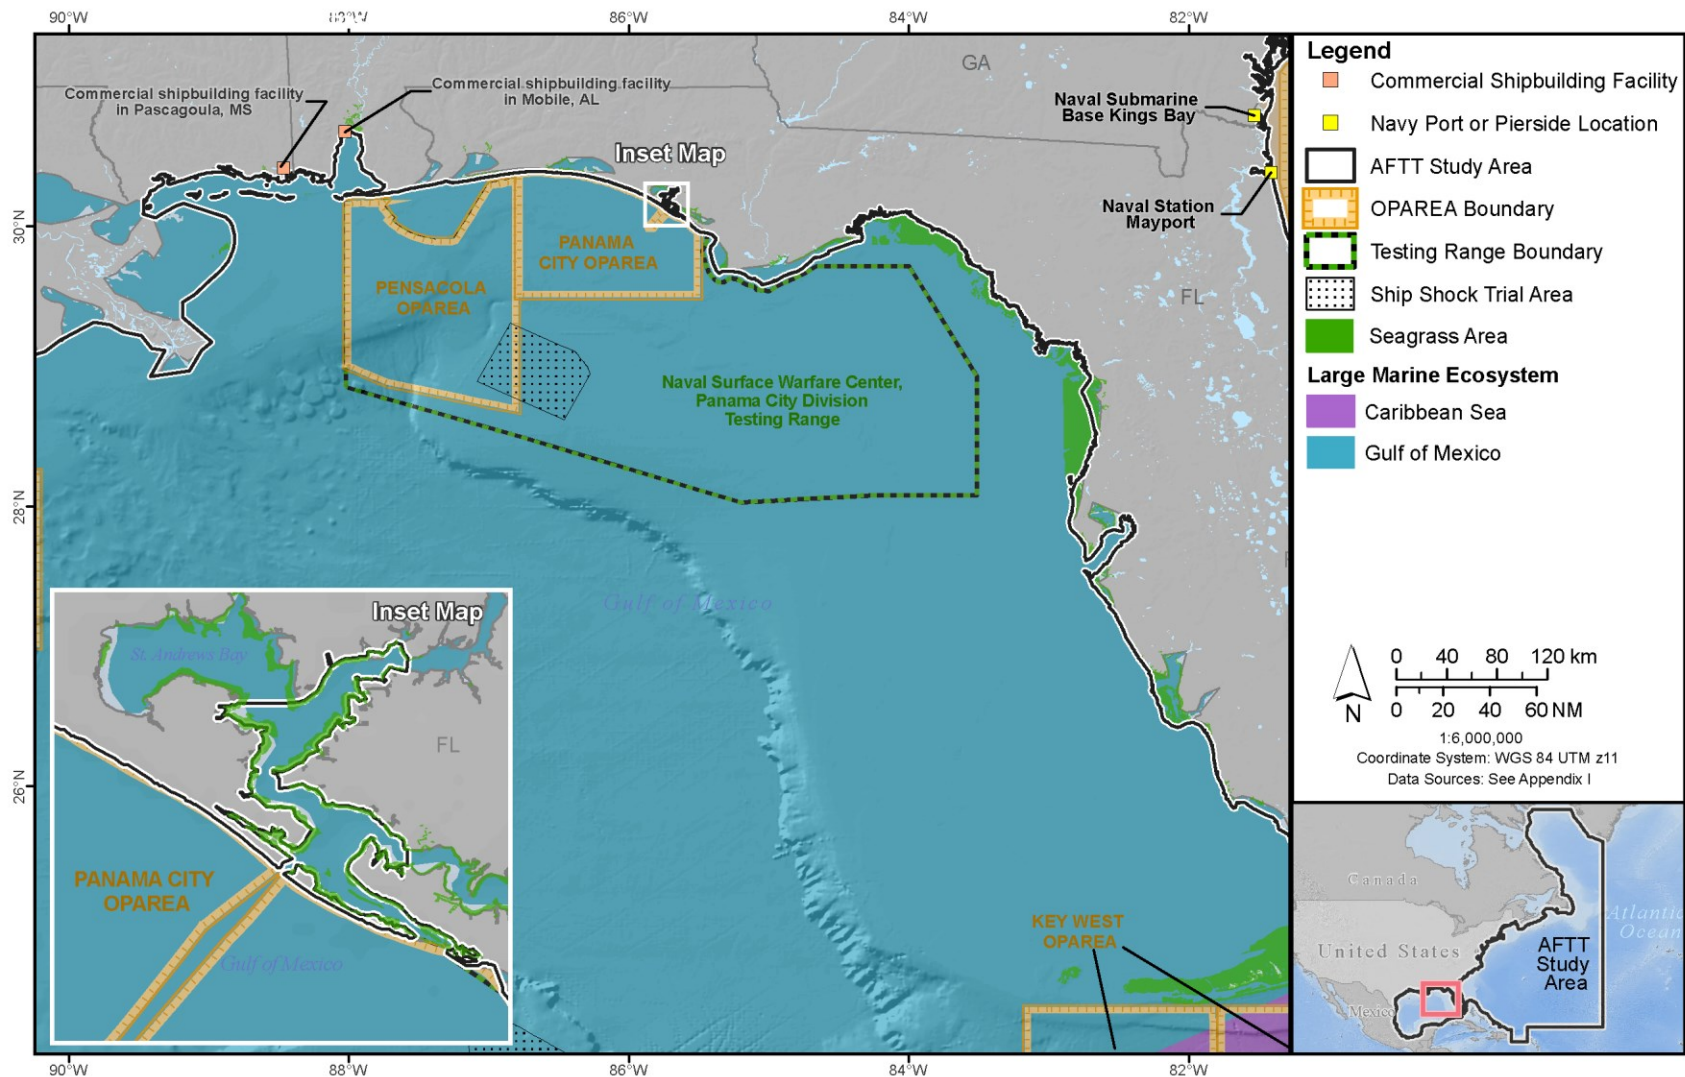 90°W
88°W
86°W
84°W
82°W
30°N
28°N
26°N
Commercial shipbuilding facility
in Pascagoula, MS
Commercial shipbuilding facility
in Mobile, AL
GA
Naval Submarine
Base Kings Bay
Inset Map
Naval Station
Mayport
PANAMA
CITY OPAREA
PENSACOLA
OPAREA
FL
Naval Surface Warfare Center,
Panama City Division
Testing Range
Gulf of Mexico
KEY WEST
OPAREA
Inset Map
St. Andrews Bay
FL
PANAMA CITY
OPAREA
Gulf of Mexico
90°W
88°W
86°W
84°W
82°W
Legend
Commercial Shipbuilding Facility
Navy Port or Pierside Location
AFTT Study Area
OPAREA Boundary
Testing Range Boundary
Ship Shock Trial Area
Seagrass Area
Large Marine Ecosystem
Caribbean Sea
Gulf of Mexico
N
0 40 80 120 km
0 20 40 60 NM
1:6,000,000
Coordinate System: WGS 84 UTM z11
Data Sources: See Appendix I
Canada
United States
Mexico
Atlantic
Ocean
AFTT
Study
Area